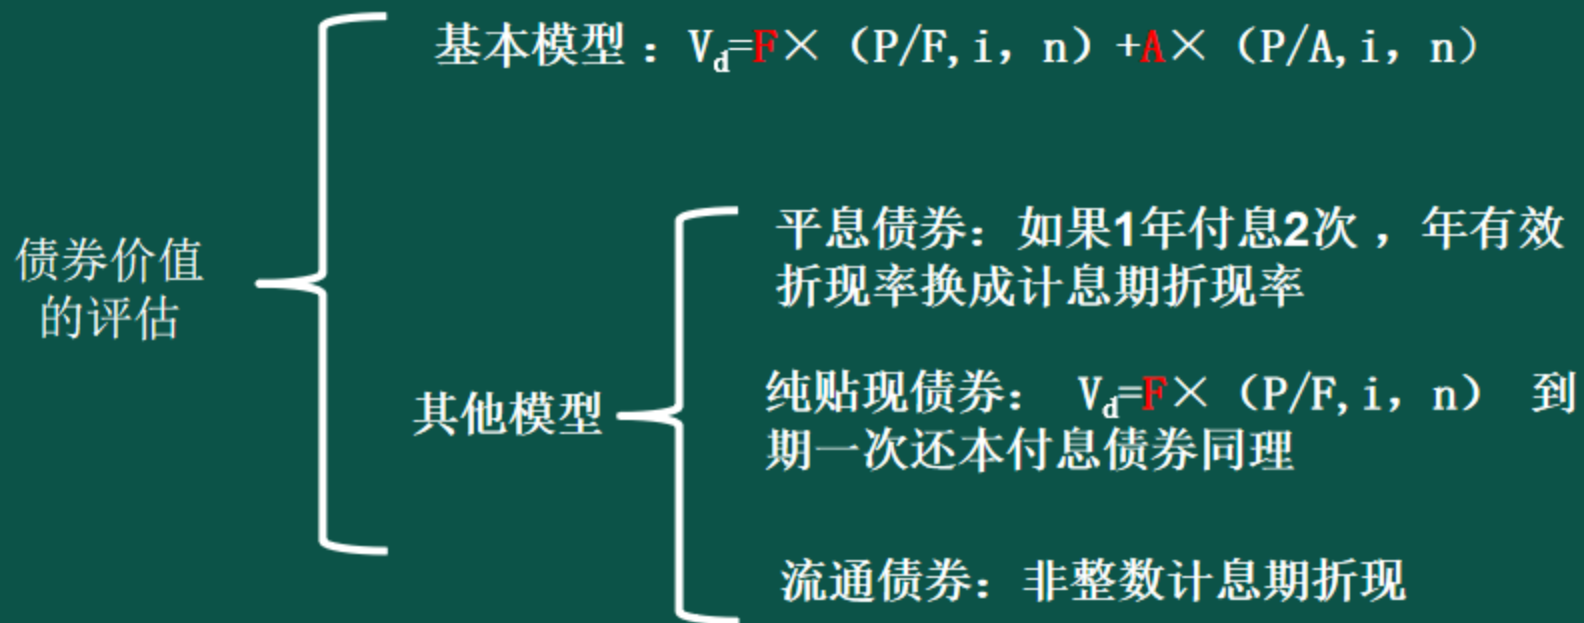 基本模型：Vd=F×（P/F,i，n）+A×（P/A,i，n）
债券价值
的评估
其他模型
平息债券：如果1年付息2次，年有效
折现率换成计息期折现率
纯贴现债券： Vd=F×（P/F,i，n） 到
期一次还本付息债券同理
流通债券：非整数计息期折现